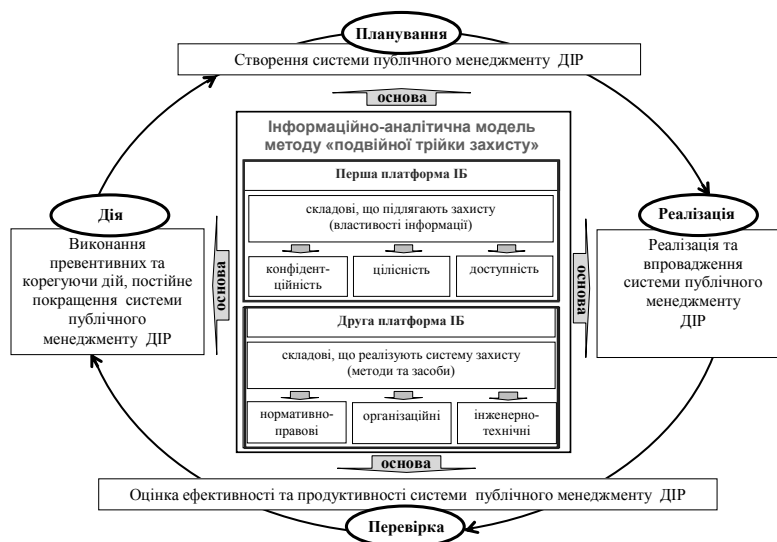 Планування
Створення системи публічного менеджменту ДІР
основа
Інформаційно-аналітична модель
методу «подвійної трійки захисту»
Перша платформа ІБ
складові, що підлягають захисту
(властивості інформації)
конфідент-
ційність
цілісність
доступність
Друга платформа ІБ
складові, що реалізують систему захисту
(методи та засоби)
нормативно-
правові
організаційні
інженерно-
технічні
Дія
Виконання
превентивних та
корегуючи дій, постійне
покращення системи
публічного
менеджменту ДІР
основа
основа
Реалізація
Реалізація та
впровадження
системи публічного
менеджменту
ДІР
основа
Оцінка ефективності та продуктивності системи публічного менеджменту ДІР
Перевірка